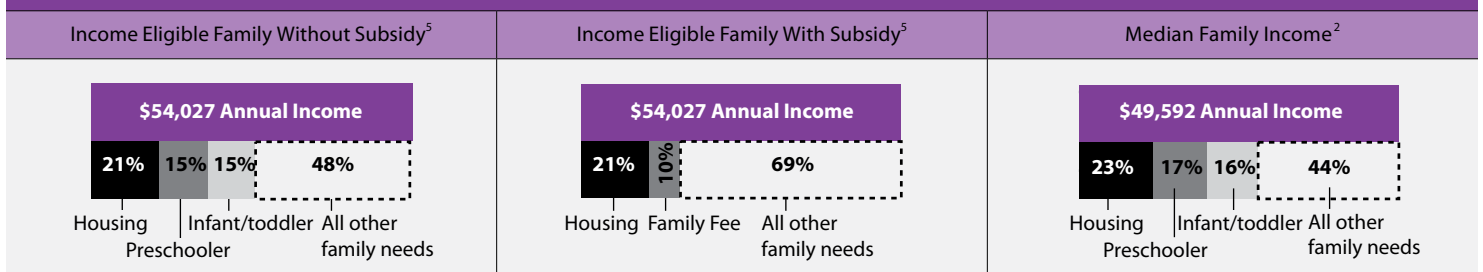 Income Eligible Family Without Subsidy5
Income Eligible Family With Subsidy5
Median Family Income2
$54,027 Annual Income
21% 15% 15% 48%
Housing Infant/toddler All other
Preschooler family needs
$54,027 Annual Income
21% 10% 69%
Housing Family Fee All other
family needs
$49,592 Annual Income
23% 17% 16% 44%
Housing Infant/toddler All other
Preschooler family needs